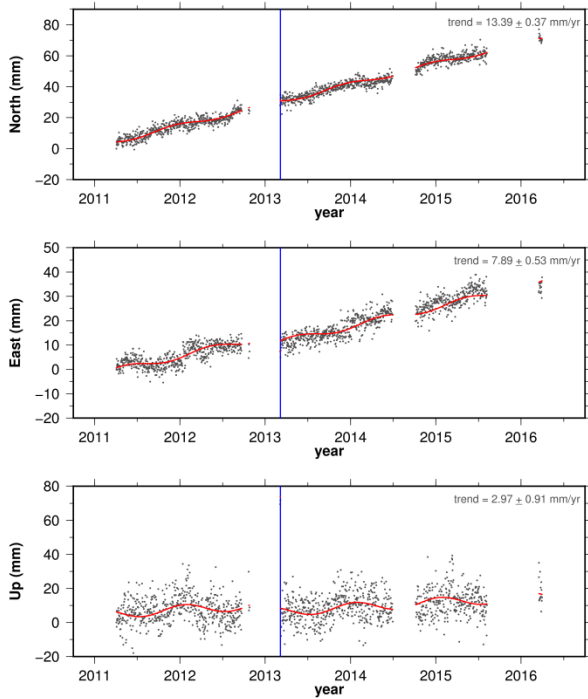 80
60
40
20
0
−20
North (mm)
trend = 13.39 ± 0.37 mm/yr
2011 2012 2013 2014 2015 2016
year
50
40
30
20
10
0
−10
−20
East (mm)
trend = 7.89 ± 0.53 mm/yr
2011 2012 2013 2014 2015 2016
year
80
60
40
20
0
−20
Up (mm)
trend = 2.97 ± 0.91 mm/yr
2011 2012 2013 2014 2015 2016
year